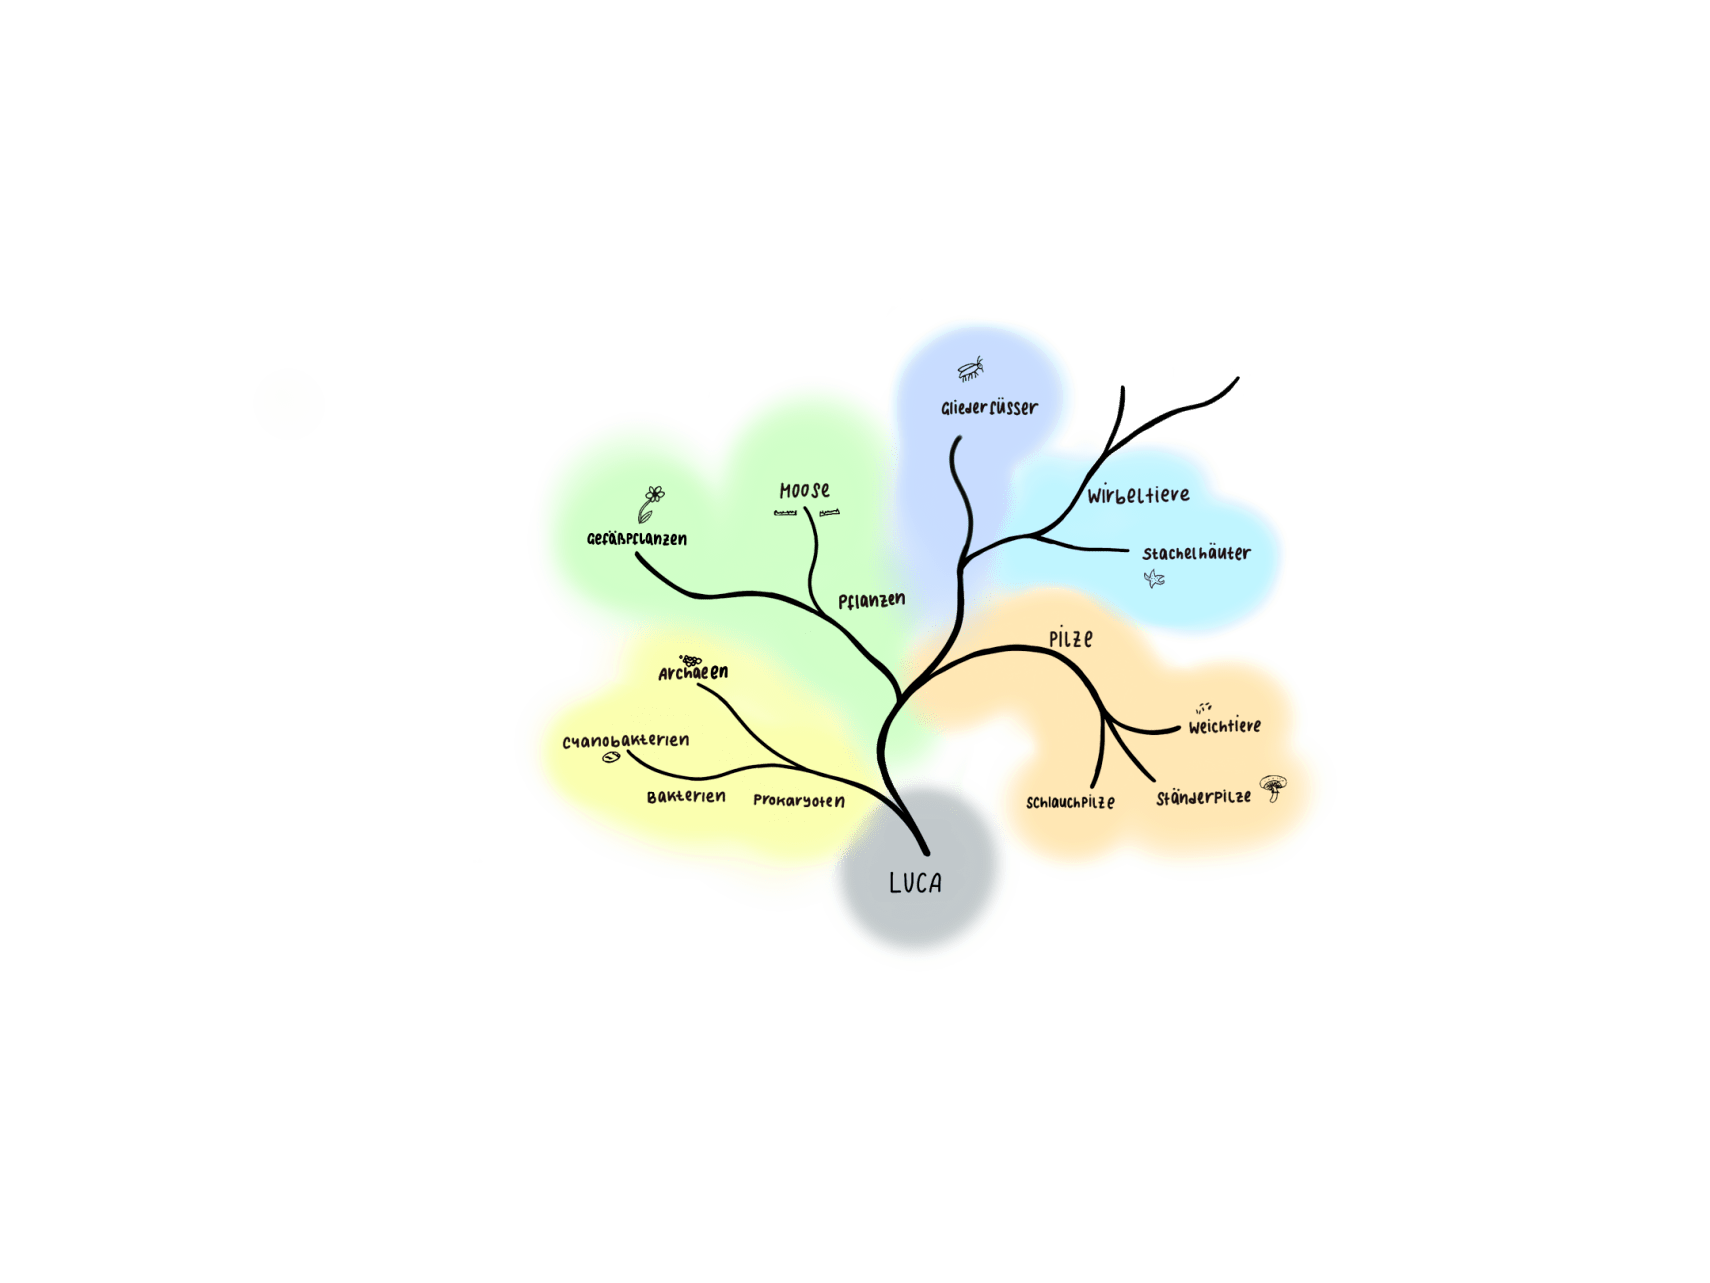 Gliederfüsser
Moose
Wirbeltiere
Gefäßpflanzen
Stachelhäuter
Pflanzen
Pilze
Archaeen
Weichtiere
Cyanobakterien
Bakterien
Prokaryoten
Schlauchpilze
Ständerpilze
LUCA